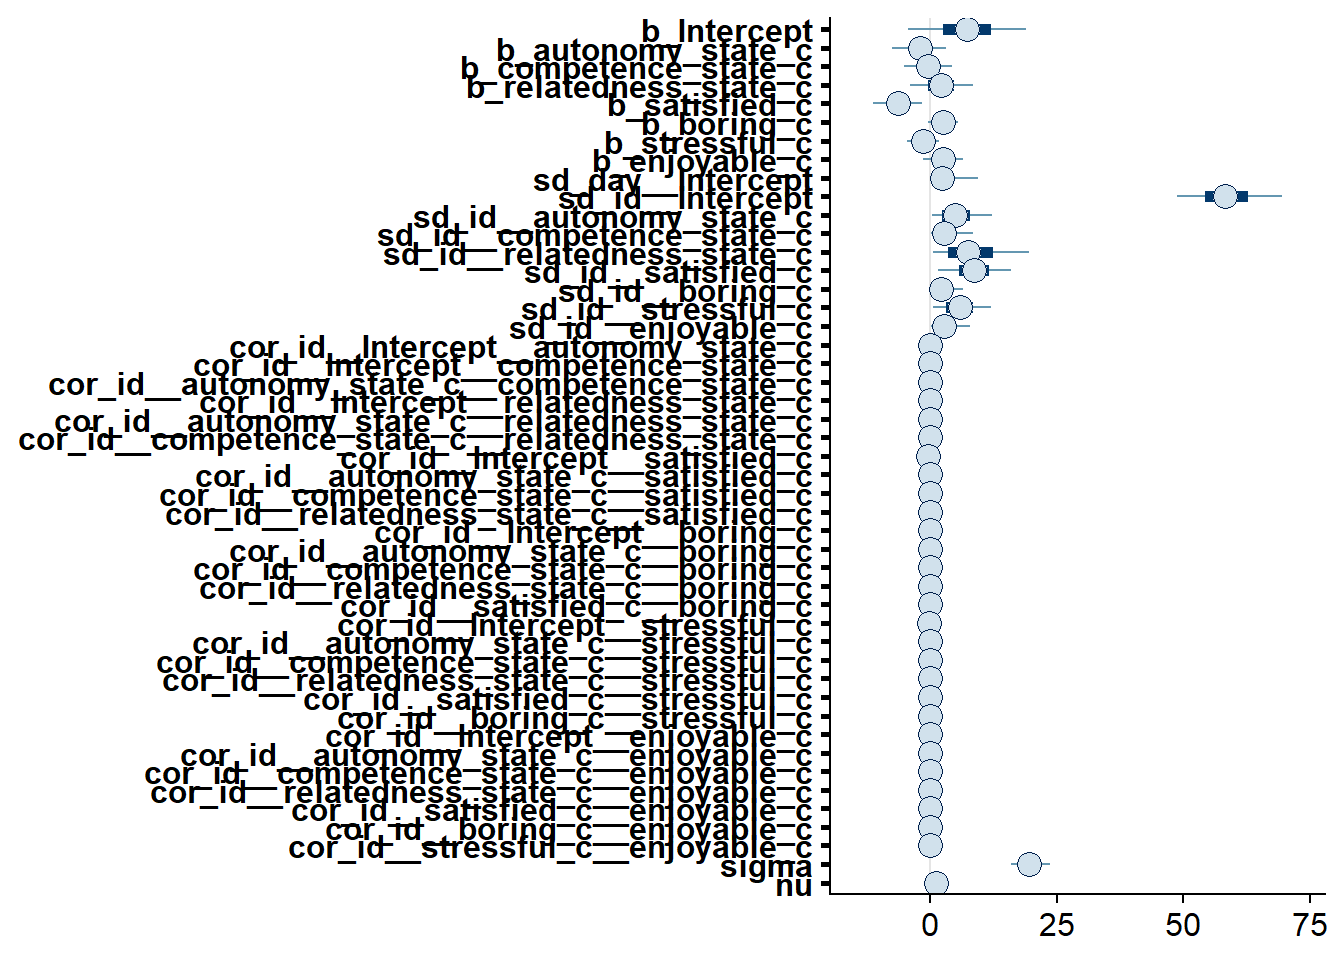 b_Intercept
b_autonomy_state_c
b_competence_state_c
b_relatedness_state_c
b_satisfied_c
b_boring_c
b_stressful_c
b_enjoyable_c
sd_day__Intercept
sd_id__Intercept
sd_id__autonomy_state_c
sd_id__competence_state_c
sd_id__relatedness_state_c
sd_id__satisfied_c
sd_id__boring_c
sd_id__stressful_c
sd_id__enjoyable_c
cor_id__Intercept__autonomy_state_c
cor_id__Intercept__competence_state_c
cor_id__autonomy_state_c__competence_state_c
cor_id__Intercept__relatedness_state_c
cor_id__autonomy_state_c__relatedness_state_c
cor_id__competence_state_c__relatedness_state_c
cor_id__Intercept__satisfied_c
cor_id__autonomy_state_c__satisfied_c
cor_id__competence_state_c__satisfied_c
cor_id__relatedness_state_c__satisfied_c
cor_id__Intercept__boring_c
cor_id__autonomy_state_c__boring_c
cor_id__competence_state_c__boring_c
cor_id__relatedness_state_c__boring_c
cor_id__satisfied_c__boring_c
cor_id__Intercept__stressful_c
cor_id__autonomy_state_c__stressful_c
cor_id__competence_state_c__stressful_c
cor_id__relatedness_state_c__stressful_c
cor_id__satisfied_c__stressful_c
cor_id__boring_c__stressful_c
cor_id__Intercept__enjoyable_c
cor_id__autonomy_state_c__enjoyable_c
cor_id__competence_state_c__enjoyable_c
cor_id__relatedness_state_c__enjoyable_c
cor_id__satisfied_c__enjoyable_c
cor_id__boring_c__enjoyable_c
cor_id__stressful_c__enjoyable_c
sigma
nu
0 25 50 75